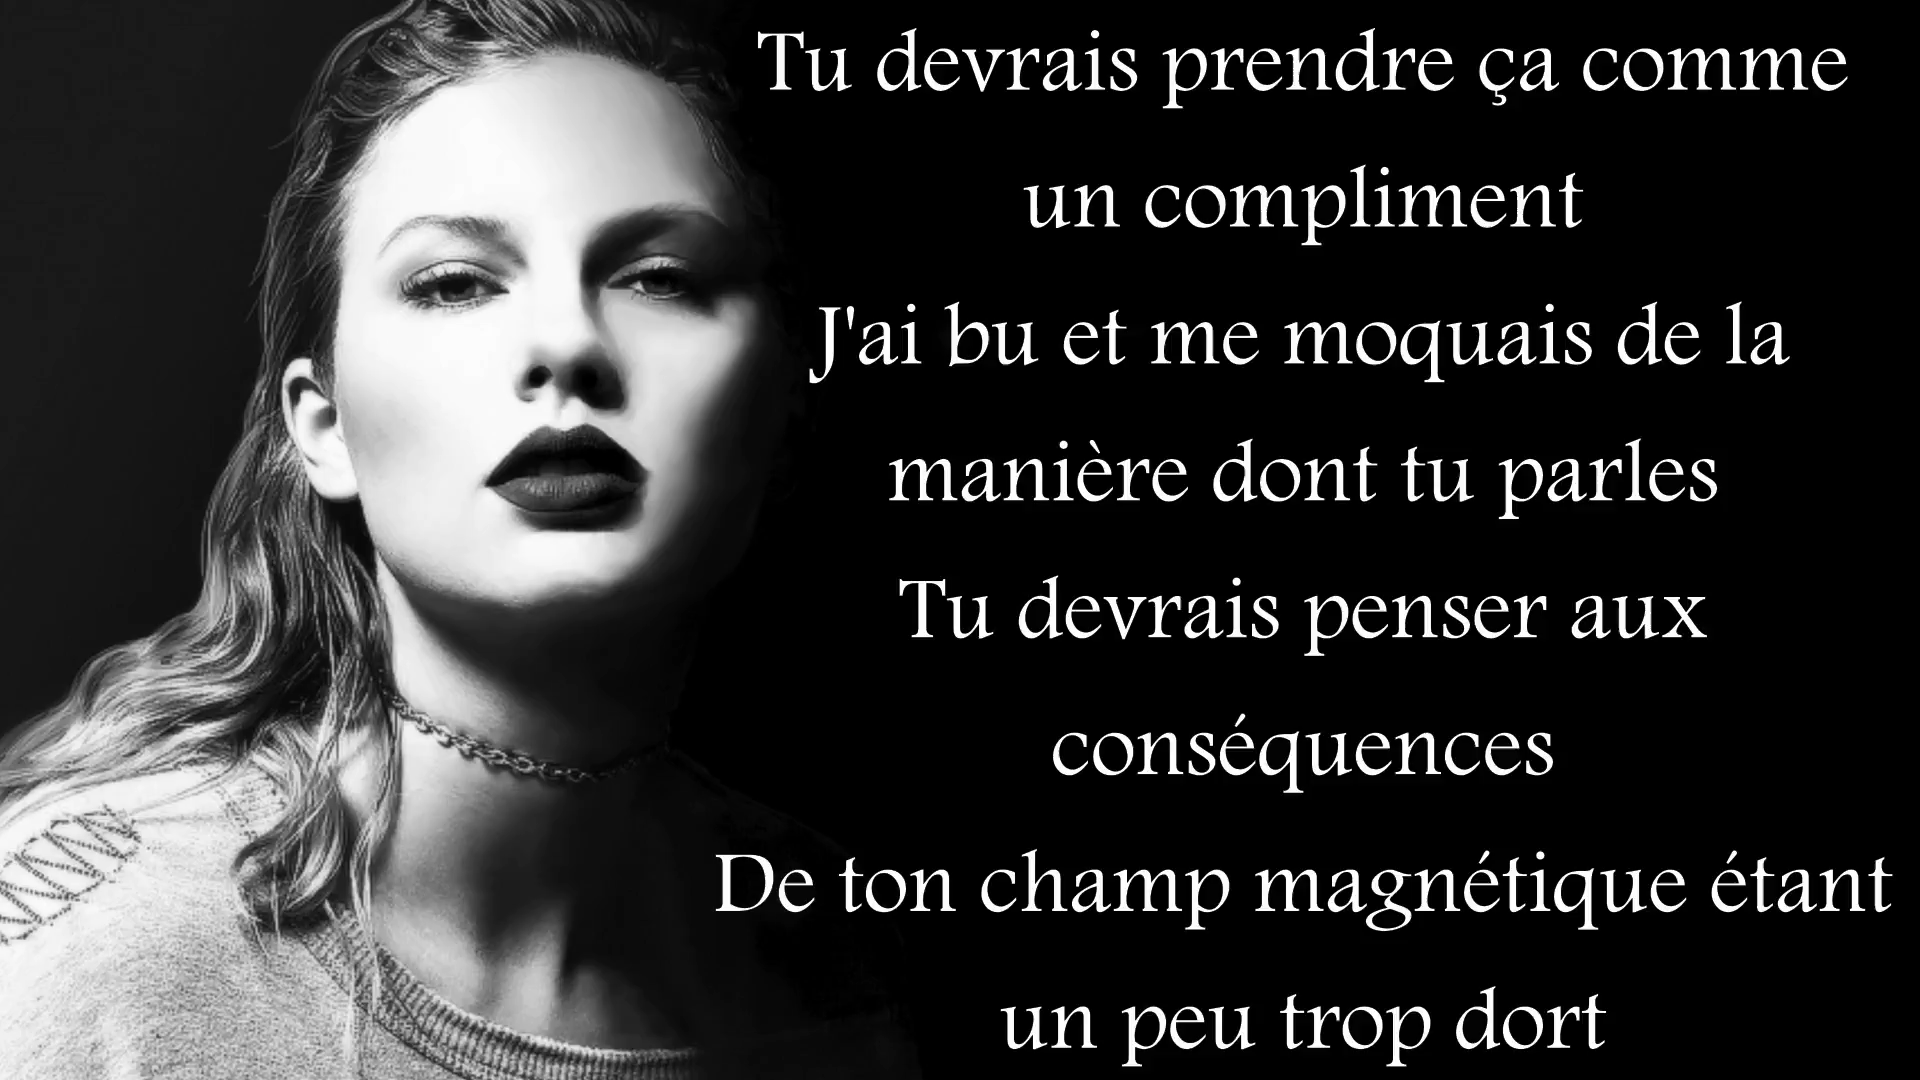 Tu devrais prendre ça comme
un compliment
J'ai bu et me moquais de la
manière dont tu parles
Tu devrais penser aux
conséquences
De ton champ magnétique étant
un peu trop dort